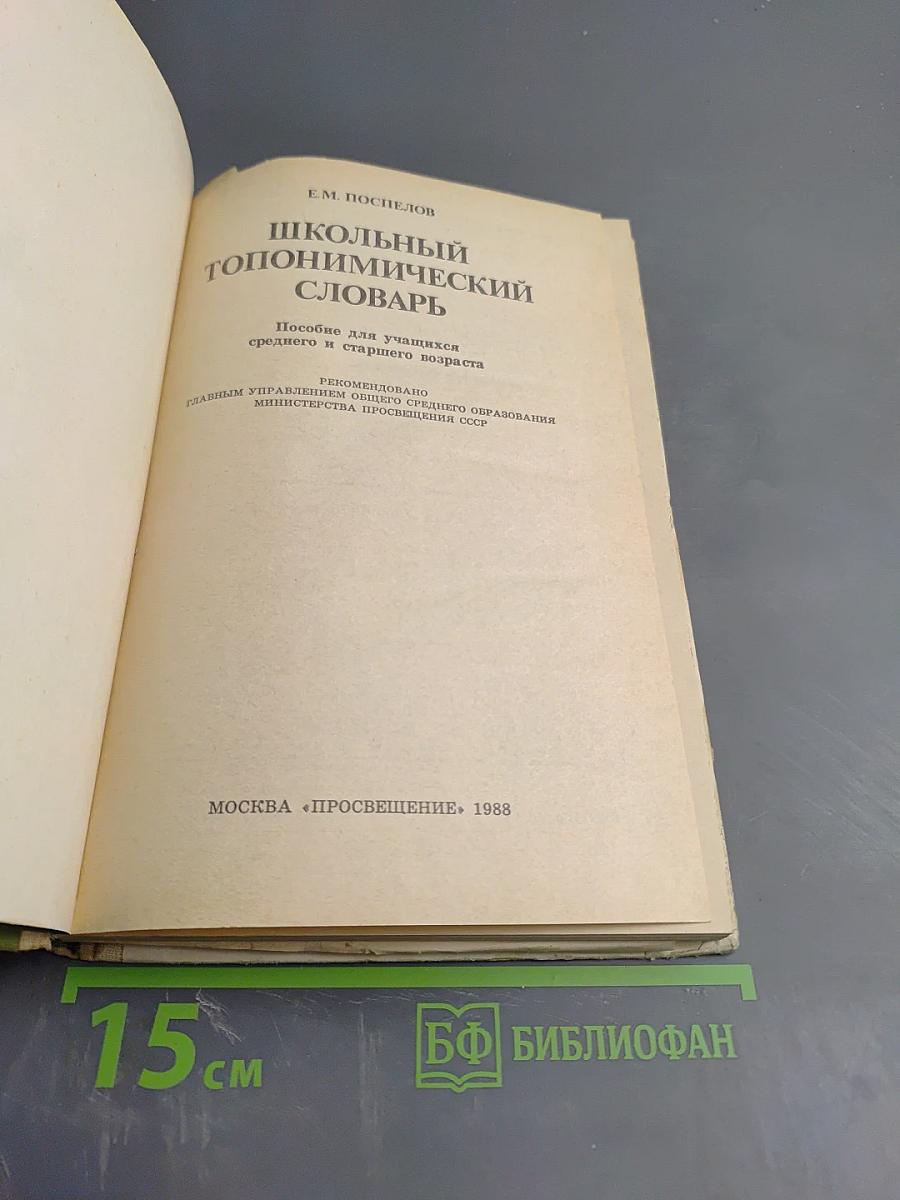 Е. М. ПОСПЕЛОВ
ШКОЛЬНЫЙ
ТОПОНИМИЧЕСКИЙ
СЛОВАРЬ
Пособие для учащихся
среднего и старшего возраста
РЕКОМЕНДОВАНО
ГЛАВНЫМ УПРАВЛЕНИЕМ ОБЩЕГО СРЕДНЕГО ОБРАЗОВАНИЯ
МИНИСТЕРСТВА ПРОСВЕЩЕНИЯ СССР
МОСКВА «ПРОСВЕЩЕНИЕ» 1988
15 см
БФ БИБЛИОФАН